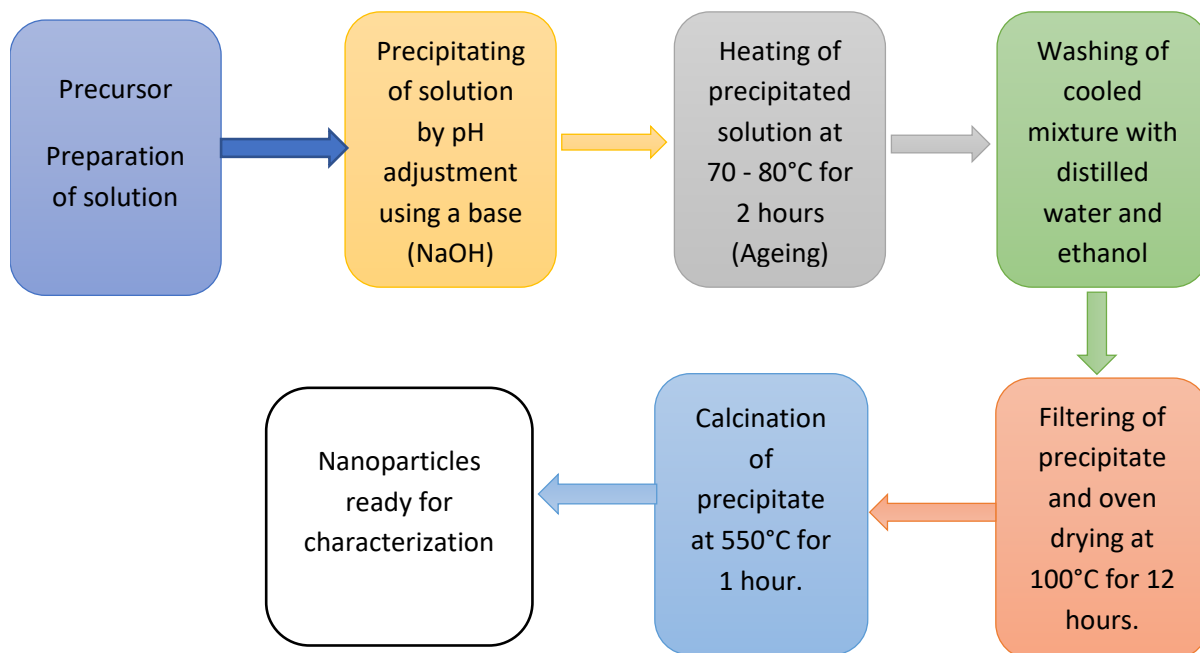 Precursor
Preparation
of solution
Precipitating
of solution
by pH
adjustment
using a base
(NaOH)
Heating of
precipitated
solution at
70 - 80°C for
2 hours
(Ageing)
Washing of
cooled
mixture with
distilled
water and
ethanol
Filtering of
precipitate
and oven
drying at
100°C for 12
hours.
Calcination
of
precipitate
at 550°C for
1 hour.
Nanoparticles
ready for
characterization